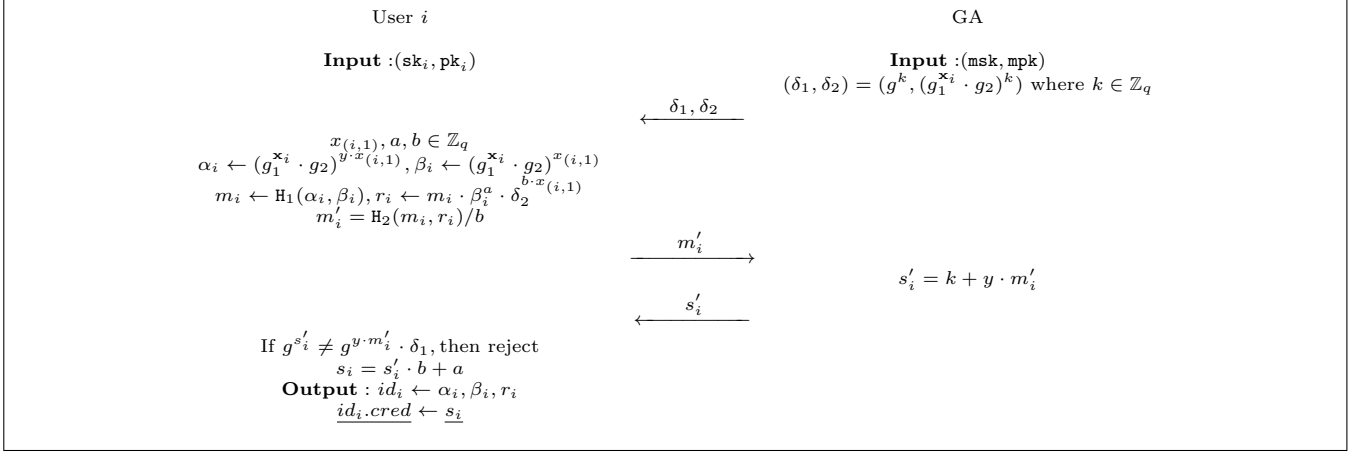 User i GA
Input :(sk_i, pk_i) Input :(msk, mpk)
(δ_1, δ_2) = (g^k, (g_1^{x_i} · g_2)^k) where k ∈ ℤ_q
δ_1, δ_2
x_{(i,1)}, a, b ∈ ℤ_q
α_i ← (g_1^{x_i} · g_2)^{y·x_{(i,1)}}, β_i ← (g_1^{x_i} · g_2)^{x_{(i,1)}}
m_i ← H_1(α_i, β_i), r_i ← m_i · β_i^a · δ_2^{b·x_{(i,1)}}
m'_i = H_2(m_i, r_i)/b
m'_i
s'_i = k + y · m'_i
s'_i
If g^{s'_i} ≠ g^{y·m'_i} · δ_1, then reject
s_i = s'_i · b + a
Output : id_i ← α_i, β_i, r_i
id_i.cred ← s_i